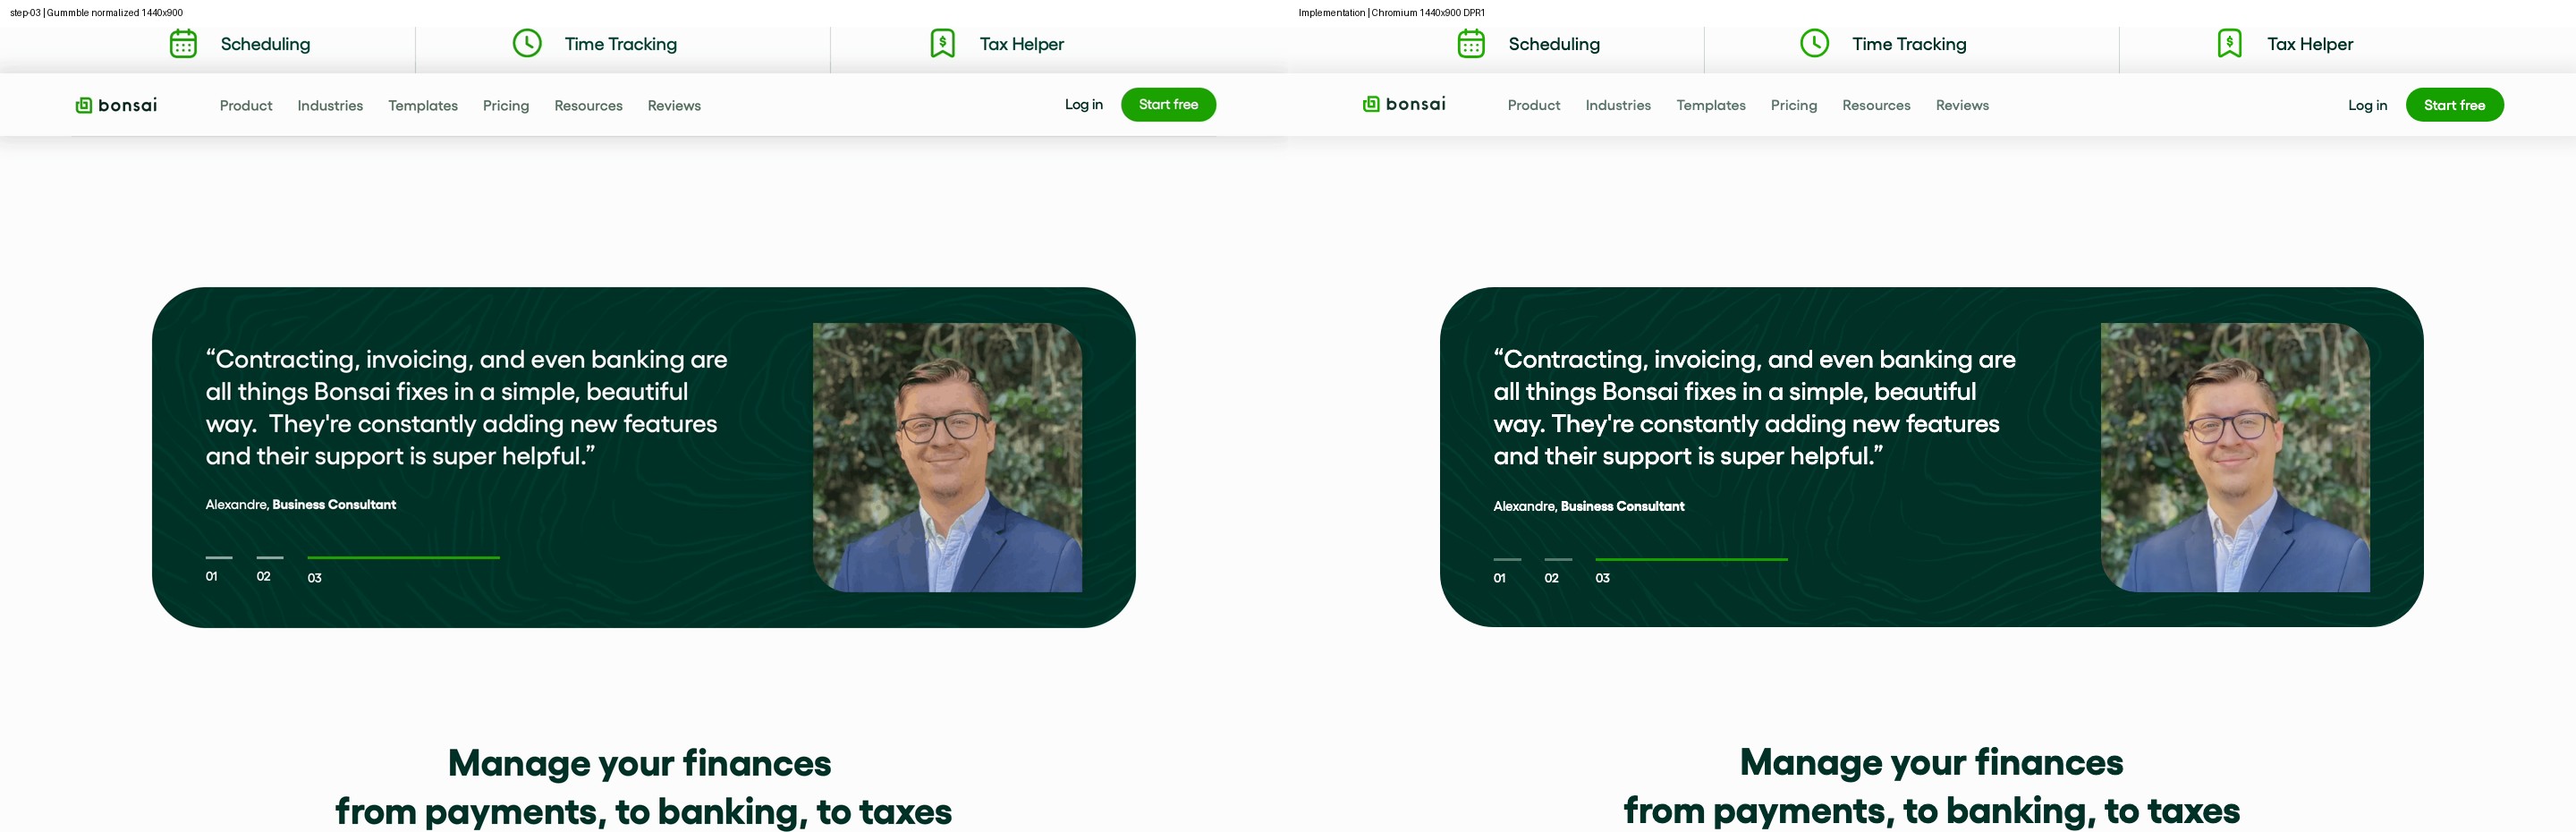 step-03 | Gummble normalized 1440x900
Scheduling
Time Tracking
Tax Helper
bonsai
Product
Industries
Templates
Pricing
Resources
Reviews
Log in
Start free
“Contracting, invoicing, and even banking are
all things Bonsai fixes in a simple, beautiful
way.  They're constantly adding new features
and their support is super helpful.”
Alexandre, Business Consultant
01
02
03
Manage your finances
from payments, to banking, to taxes
Implementation | Chromium 1440x900 DPR1
Scheduling
Time Tracking
Tax Helper
bonsai
Product
Industries
Templates
Pricing
Resources
Reviews
Log in
Start free
“Contracting, invoicing, and even banking are
all things Bonsai fixes in a simple, beautiful
way. They're constantly adding new features
and their support is super helpful.”
Alexandre, Business Consultant
01
02
03
Manage your finances
from payments, to banking, to taxes